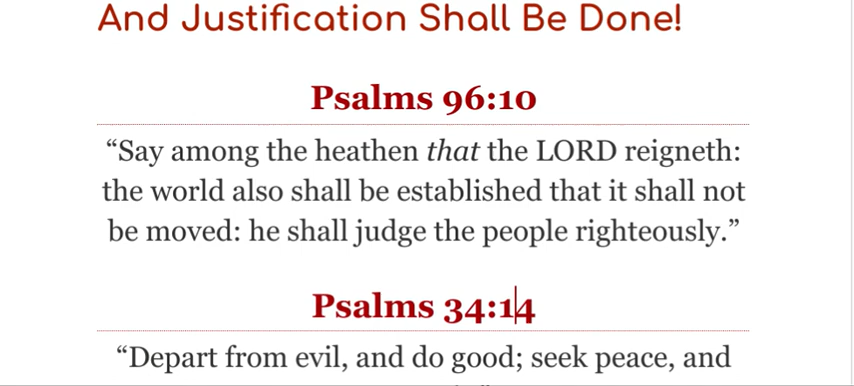 And Justification Shall Be Done!
Psalms 96:10
“Say among the heathen that the LORD reigneth:
the world also shall be established that it shall not
be moved: he shall judge the people righteously.”
Psalms 34:14
“Depart from evil, and do good; seek peace, and